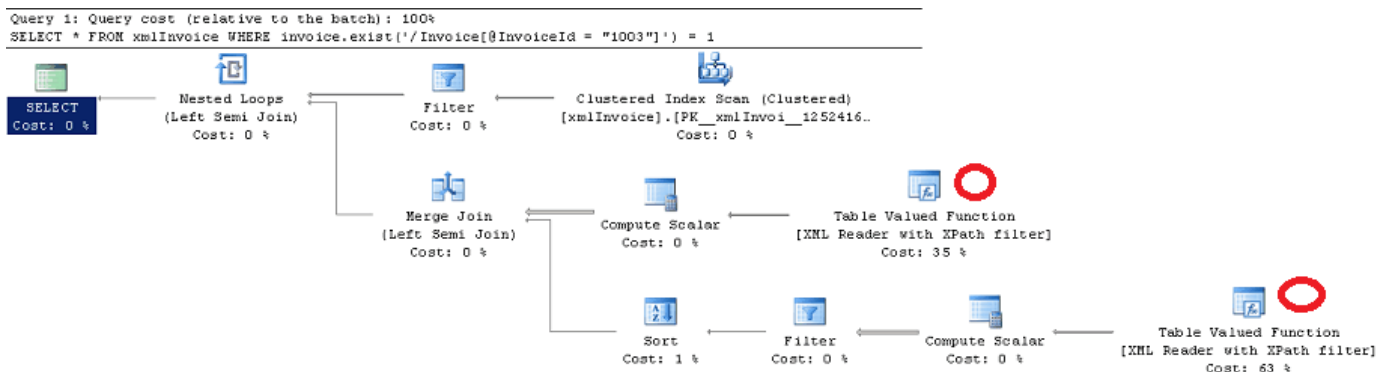 Query 1: Query cost (relative to the batch): 100%
SELECT * FROM xmlInvoice WHERE invoice.exist('/Invoice[@InvoiceId = "1003"]') = 1
SELECT
Cost: 0 %
Nested Loops
(Left Semi Join)
Cost: 0 %
Filter
Cost: 0 %
Clustered Index Scan (Clustered)
[xmlInvoice].[PK__xmlInvoi__1252416…
Cost: 0 %
Merge Join
(Left Semi Join)
Cost: 0 %
Compute Scalar
Cost: 0 %
Table Valued Function
[XML Reader with XPath filter]
Cost: 35 %
Sort
Cost: 1 %
Filter
Cost: 0 %
Compute Scalar
Cost: 0 %
Table Valued Function
[XML Reader with XPath filter]
Cost: 63 %